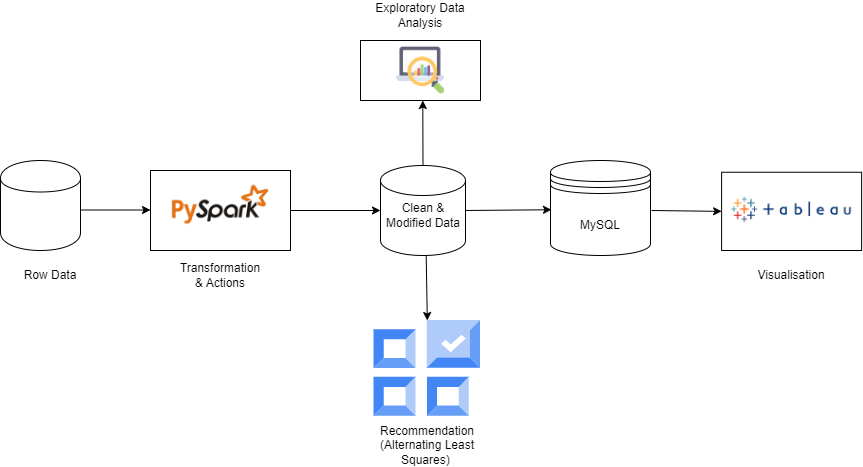 Exploratory Data
Analysis
PySpark
Clean &
Modified Data
MySQL
+ a b l e a u
Row Data
Transformation
& Actions
Visualisation
Recommendation
(Alternating Least
Squares)